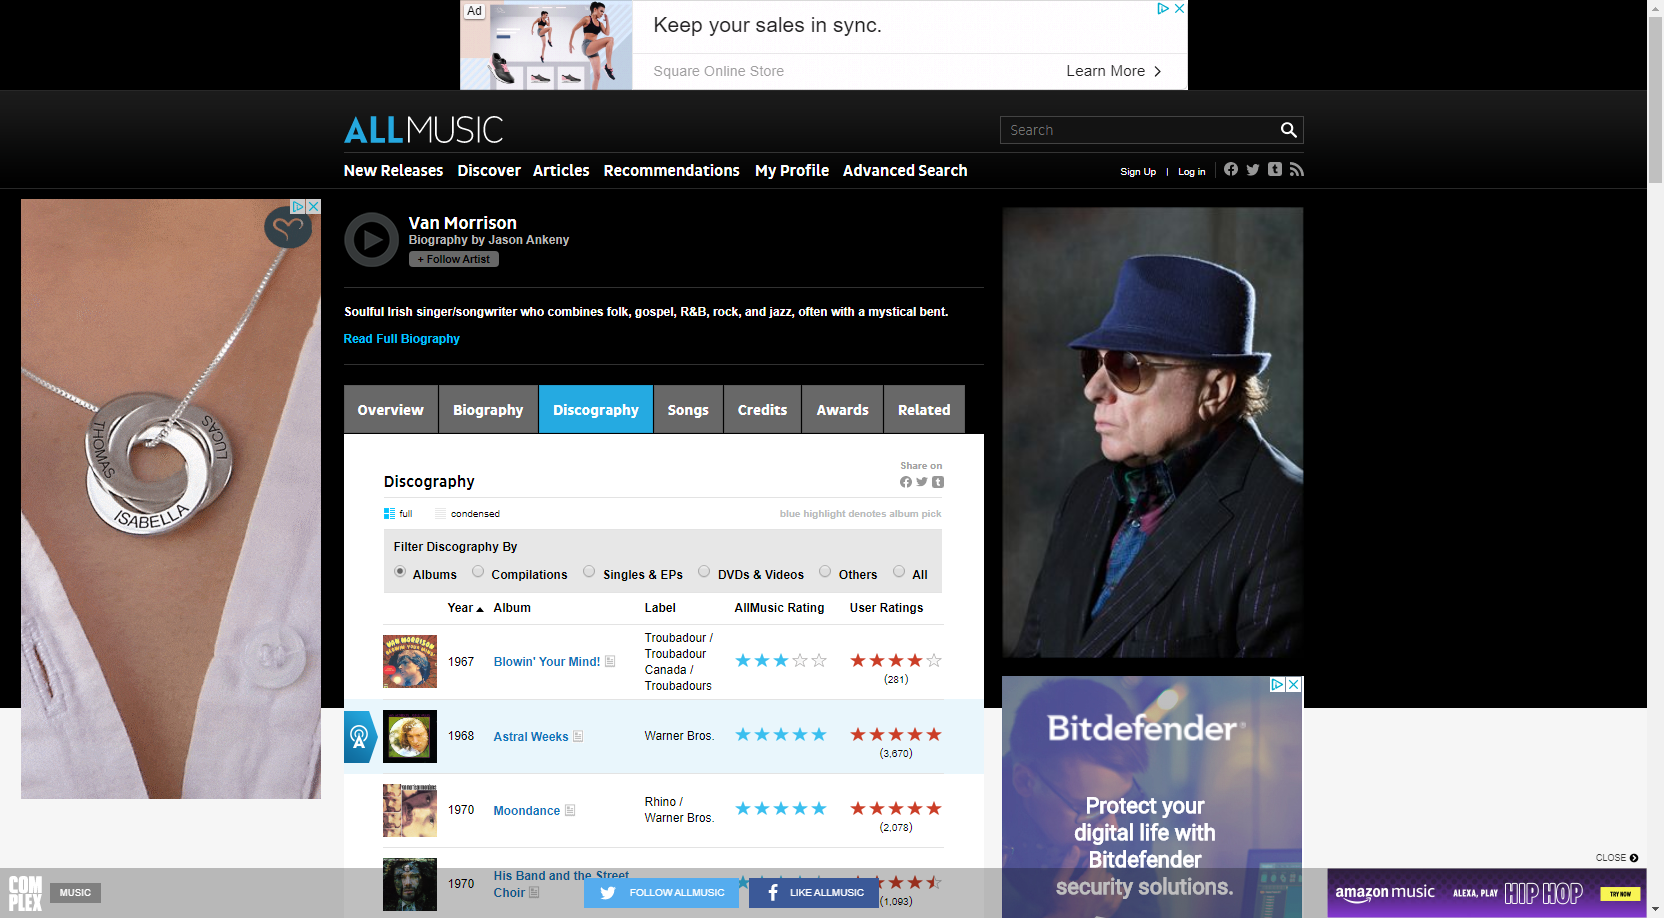 Ad
Keep your sales in sync.
Square Online Store
Learn More
ALLMUSIC
Search
New Releases Discover Articles Recommendations My Profile Advanced Search
Sign Up | Log in
Van Morrison
Biography by Jason Ankeny
+ Follow Artist
Soulful Irish singer/songwriter who combines folk, gospel, R&B, rock, and jazz, often with a mystical bent.
Read Full Biography
THOMAS
LUCAS
ISABELLA
Overview Biography Discography Songs Credits Awards Related
Share on
Discography
full condensed blue highlight denotes album pick
Filter Discography By
Albums Compilations Singles & EPs DVDs & Videos Others All
Year Album Label AllMusic Rating User Ratings
VAN MORRISON
BLOWIN' YOUR MIND!
1967 Blowin' Your Mind!
Troubadour /
Troubadour
Canada /
Troubadours
(281)
1968 Astral Weeks Warner Bros.
(3,670)
1970 Moondance
Rhino /
Warner Bros.
(2,078)
1970 His Band and the Street
Choir
(1,093)
Bitdefender
Protect your
digital life with
Bitdefender
security solutions.
CLOSE
COM
PLEX
MUSIC
FOLLOW ALLMUSIC
LIKE ALLMUSIC
amazon music ALEXA, PLAY HIP HOP TRY NOW